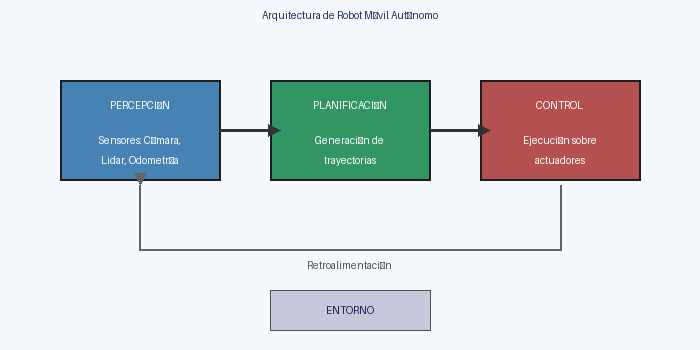 Arquitectura de Robot M▯vil Aut▯nomo
PERCEPCI▯N
Sensores: C▯mara,
Lidar, Odometr▯a
PLANIFICACI▯N
Generaci▯n de
trayectorias
CONTROL
Ejecuci▯n sobre
actuadores
Retroalimentaci▯n
ENTORNO